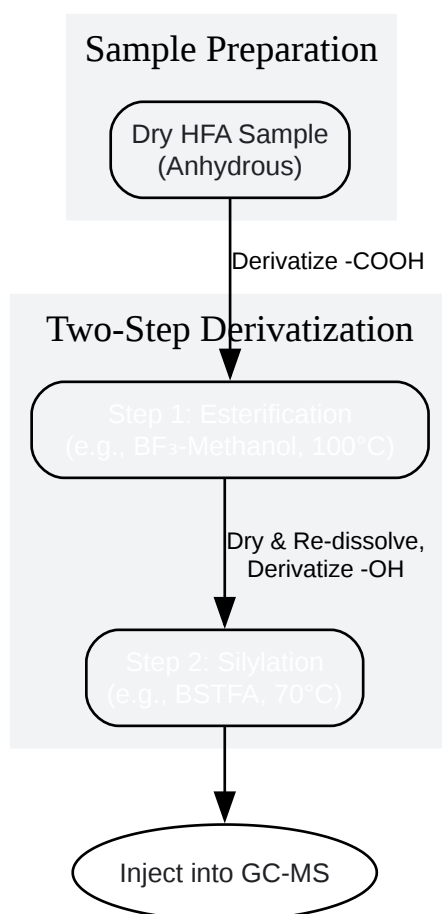 Sample Preparation
Dry HFA Sample
(Anhydrous)
Derivatize -COOH
Two-Step Derivatization
Step 1: Esterification
(e.g., BF₃-Methanol, 100°C)
Dry & Re-dissolve,
Derivatize -OH
Step 2: Silylation
(e.g., BSTFA, 70°C)
Inject into GC-MS